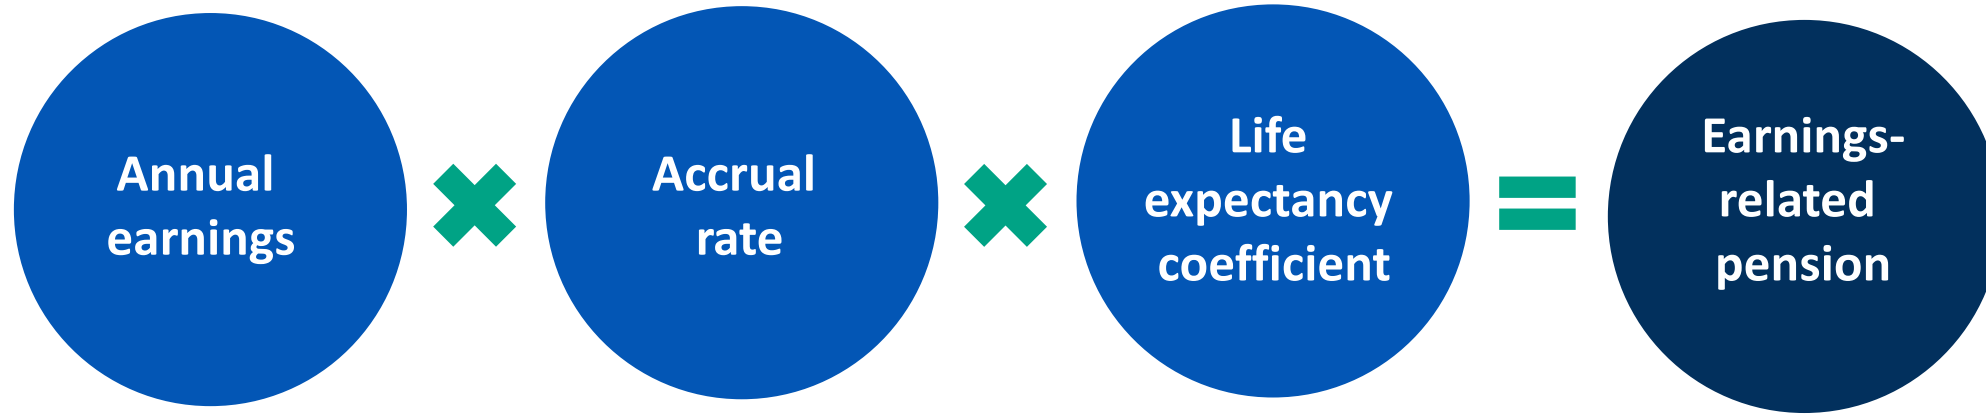 Annual
earnings
Accrual
rate
Life
expectancy
coefficient
Earnings-
related
pension